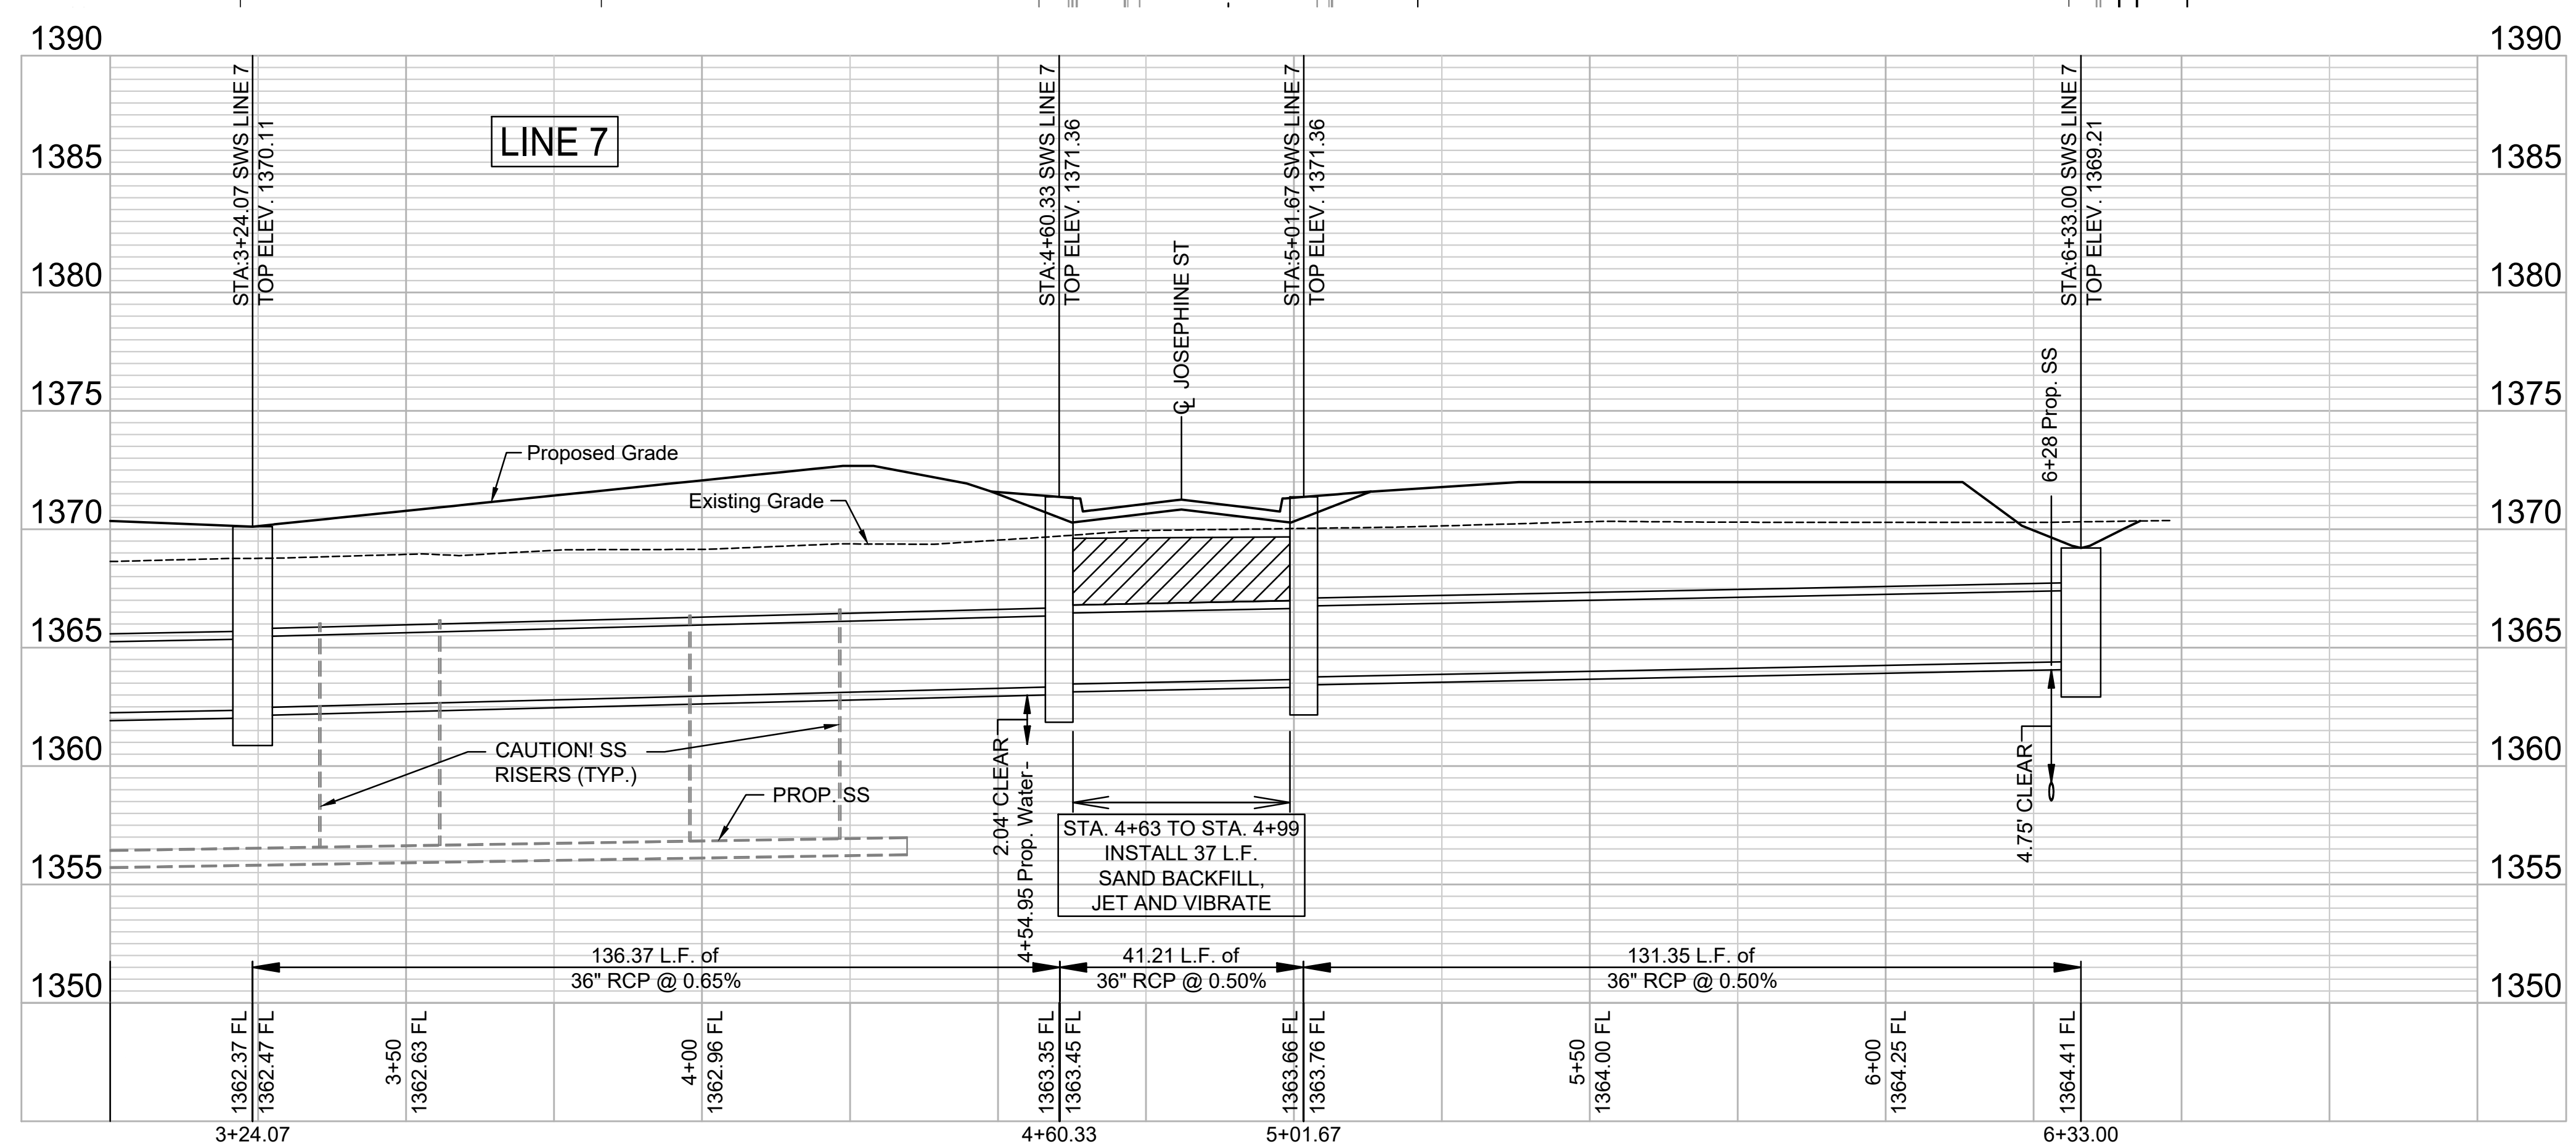 1390
1390
1385
1385
1380
1380
1375
1375
1370
1370
1365
1365
1360
1360
1355
1355
1350
1350
LINE 7
STA:3+24.07 SWS LINE 7
TOP ELEV. 1370.11
STA:4+60.33 SWS LINE 7
TOP ELEV. 1371.36
℄ JOSEPHINE ST
STA:5+01.67 SWS LINE 7
TOP ELEV. 1371.36
STA:6+33.00 SWS LINE 7
TOP ELEV. 1369.21
6+28 Prop. SS
Proposed Grade
Existing Grade
CAUTION! SS
RISERS (TYP.)
PROP. SS
2.04' CLEAR
4+54.95 Prop. Water
4.75' CLEAR
STA. 4+63 TO STA. 4+99
INSTALL 37 L.F.
SAND BACKFILL,
JET AND VIBRATE
136.37 L.F. of
36" RCP @ 0.65%
41.21 L.F. of
36" RCP @ 0.50%
131.35 L.F. of
36" RCP @ 0.50%
1362.37 FL
1362.47 FL
3+50
1362.63 FL
4+00
1362.96 FL
1363.35 FL
1363.45 FL
1363.66 FL
1363.76 FL
5+50
1364.00 FL
6+00
1364.25 FL
1364.41 FL
3+24.07
4+60.33
5+01.67
6+33.00